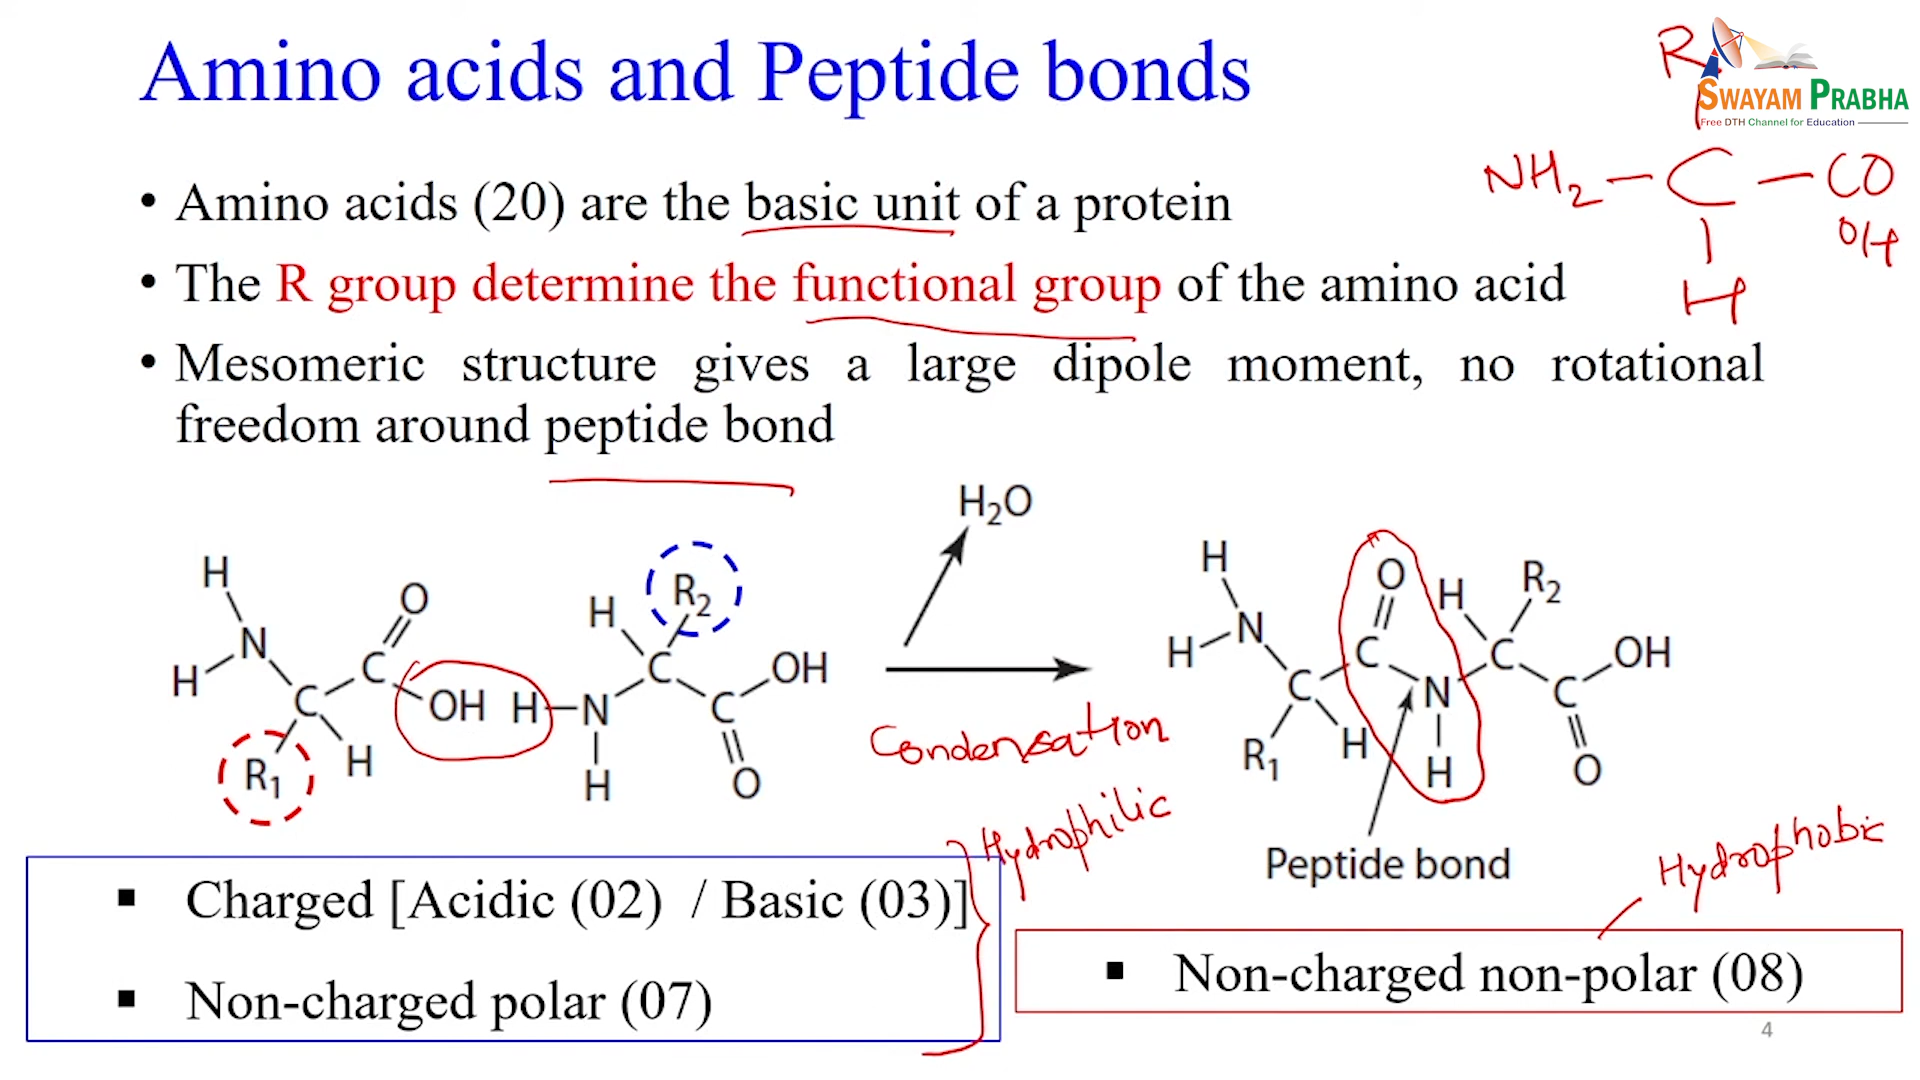 Amino acids and Peptide bonds
R
SWAYAM PRABHA
Free DTH Channel for Education
NH2 - C - CO
OH
H
• Amino acids (20) are the basic unit of a protein
• The R group determine the functional group of the amino acid
• Mesomeric structure gives a large dipole moment, no rotational
freedom around peptide bond
H2O
H
N
H
C
O
C
OH
R1
H
H
R2
C
H
N
H
C
OH
O
Condensation
H
N
H
C
R1
H
O
C
N
H
H
R2
C
C
OH
O
Peptide bond
Hydrophilic
Hydrophobic
▪ Charged [Acidic (02) / Basic (03)]
▪ Non-charged polar (07)
▪ Non-charged non-polar (08)
4